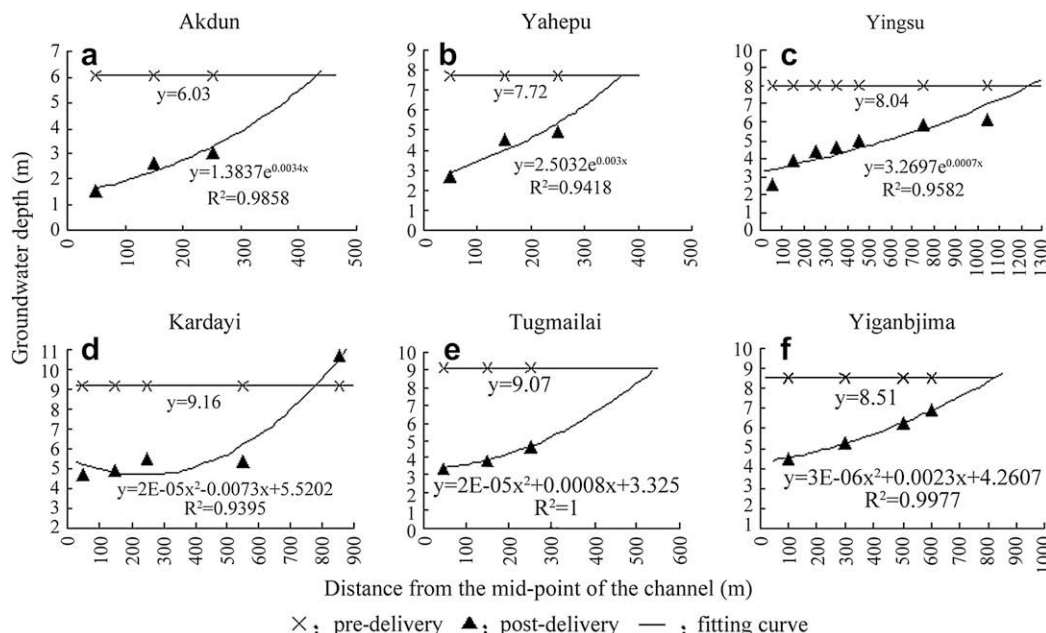 Akdun
Yahepu
Yingsu
a
b
c
7
6
5
4
3
2
1
0
9
8
7
6
5
4
3
2
1
0
10
9
8
7
6
5
4
3
2
1
0
y=6.03
y=7.72
y=8.04
y=1.3837e^0.0034x
R²=0.9858
y=2.5032e^0.003x
R²=0.9418
y=3.2697e^0.0007x
R²=0.9582
0 100 200 300 400 500
0 100 200 300 400 500
0 100 200 300 400 500 600 700 800 900 1000 1100 1200 1300
Groundwater depth (m)
Kardayi
Tugmailai
Yiganbjima
d
e
f
11
10
9
8
7
6
5
4
3
2
10
9
8
7
6
5
4
3
2
1
0
10
9
8
7
6
5
4
3
2
1
y=9.16
y=9.07
y=8.51
y=2E-05x²-0.0073x+5.5202
R²=0.9395
y=2E-05x²+0.0008x+3.325
R²=1
y=3E-06x²+0.0023x+4.2607
R²=0.9977
0 100 200 300 400 500 600 700 800 900
0 100 200 300 400 500 600
0 100 200 300 400 500 600 700 800 900 1000
Distance from the mid-point of the channel (m)
×, pre-delivery ▲, post-delivery —, fitting curve